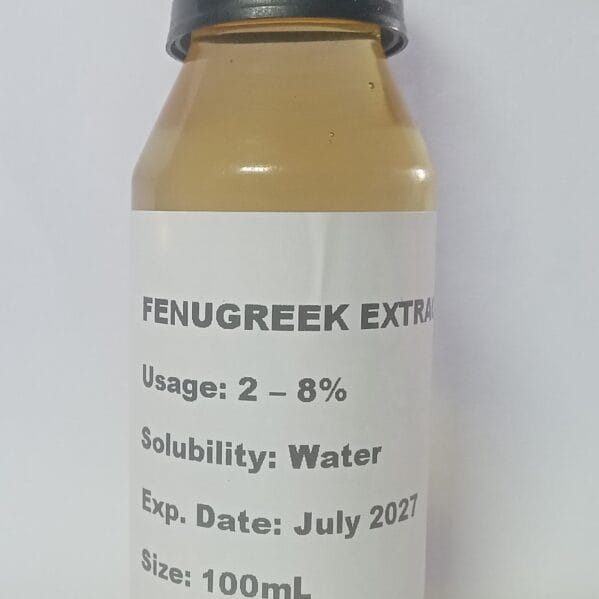 FENUGREEK EXTRA
Usage: 2 – 8%
Solubility: Water
Exp. Date: July 2027
Size: 100mL